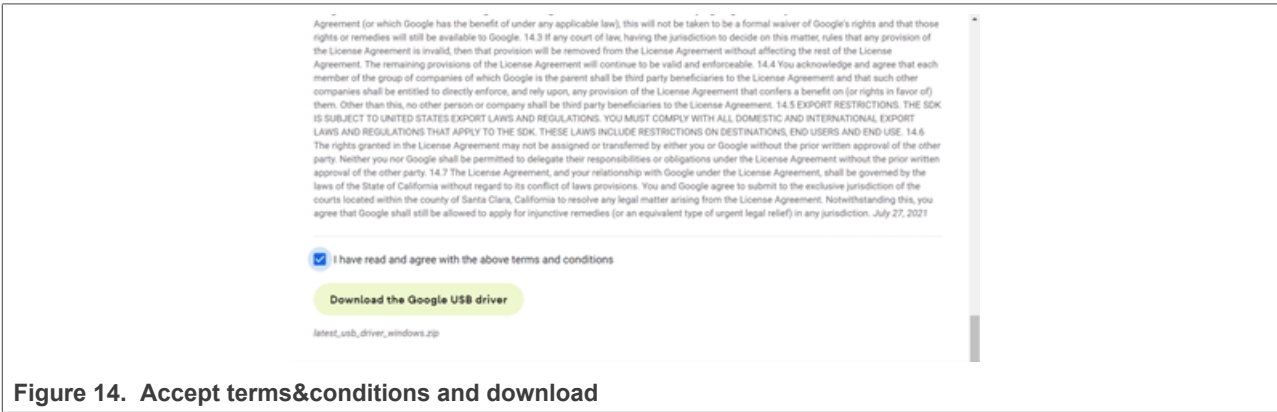 Agreement (or which Google has the benefit of under any applicable law), this will not be taken to be a formal waiver of Google's rights and that those
rights or remedies will still be available to Google. 14.3 If any court of law, having the jurisdiction to decide on this matter, rules that any provision of
the License Agreement is invalid, then that provision will be removed from the License Agreement without affecting the rest of the License
Agreement. The remaining provisions of the License Agreement will continue to be valid and enforceable. 14.4 You acknowledge and agree that each
member of the group of companies of which Google is the parent shall be third party beneficiaries to the License Agreement and that such other
companies shall be entitled to directly enforce, and rely upon, any provision of the License Agreement that confers a benefit on (or rights in favor of)
them. Other than this, no other person or company shall be third party beneficiaries to the License Agreement. 14.5 EXPORT RESTRICTIONS. THE SDK
IS SUBJECT TO UNITED STATES EXPORT LAWS AND REGULATIONS. YOU MUST COMPLY WITH ALL DOMESTIC AND INTERNATIONAL EXPORT
LAWS AND REGULATIONS THAT APPLY TO THE SDK. THESE LAWS INCLUDE RESTRICTIONS ON DESTINATIONS, END USERS AND END USE. 14.6
The rights granted in the License Agreement may not be assigned or transferred by either you or Google without the prior written approval of the other
party. Neither you nor Google shall be permitted to delegate their responsibilities or obligations under the License Agreement without the prior written
approval of the other party. 14.7 The License Agreement, and your relationship with Google under the License Agreement, shall be governed by the
laws of the State of California without regard to its conflict of laws provisions. You and Google agree to submit to the exclusive jurisdiction of the
courts located within the county of Santa Clara, California to resolve any legal matter arising from the License Agreement. Notwithstanding this, you
agree that Google shall still be allowed to apply for injunctive remedies (or an equivalent type of urgent legal relief) in any jurisdiction. July 27, 2021
I have read and agree with the above terms and conditions
Download the Google USB driver
latest_usb_driver_windows.zip
Figure 14. Accept terms&conditions and download